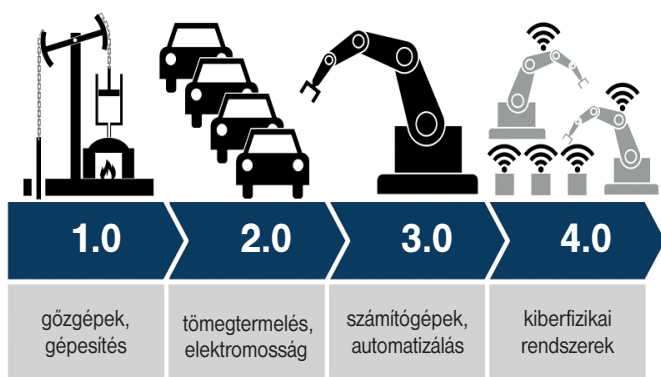 1.0
2.0
3.0
4.0
gőzgépek,
gépesítés
tömegtermelés,
elektromosság
számítógépek,
automatizálás
kiberfizikai
rendszerek